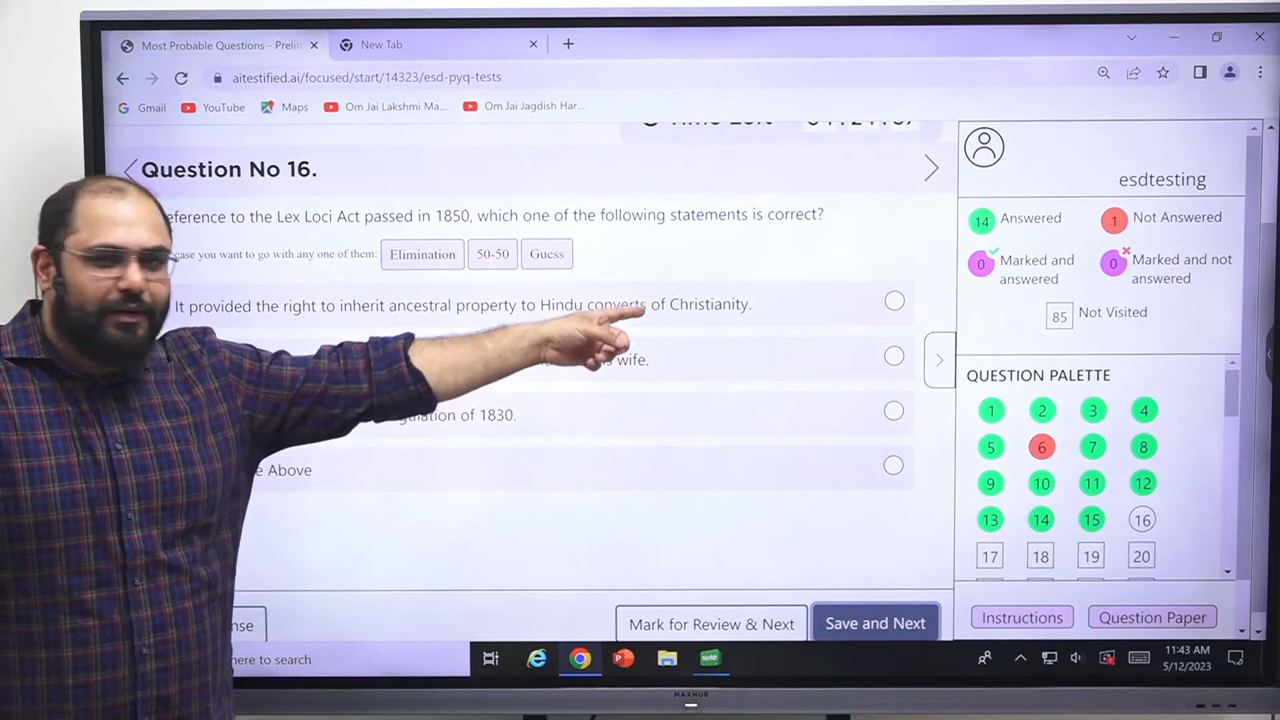 Most Probable Questions - Prelin
New Tab
aitestified.ai/focused/start/14323/esd-pyq-tests
Gmail YouTube Maps Om Jai Lakshmi Ma... Om Jai Jagdish Har...
Question No 16.
eference to the Lex Loci Act passed in 1850, which one of the following statements is correct?
case you want to go with any one of them: Elimination 50-50 Guess
It provided the right to inherit ancestral property to Hindu converts of Christianity.
wife.
of 1830.
e Above
Mark for Review & Next Save and Next
esdtesting
14 Answered 1 Not Answered
0 Marked and answered 0 Marked and not answered
85 Not Visited
QUESTION PALETTE
1 2 3 4
5 6 7 8
9 10 11 12
13 14 15 16
17 18 19 20
Instructions Question Paper
here to search
11:43 AM
5/12/2023
MAXHUB